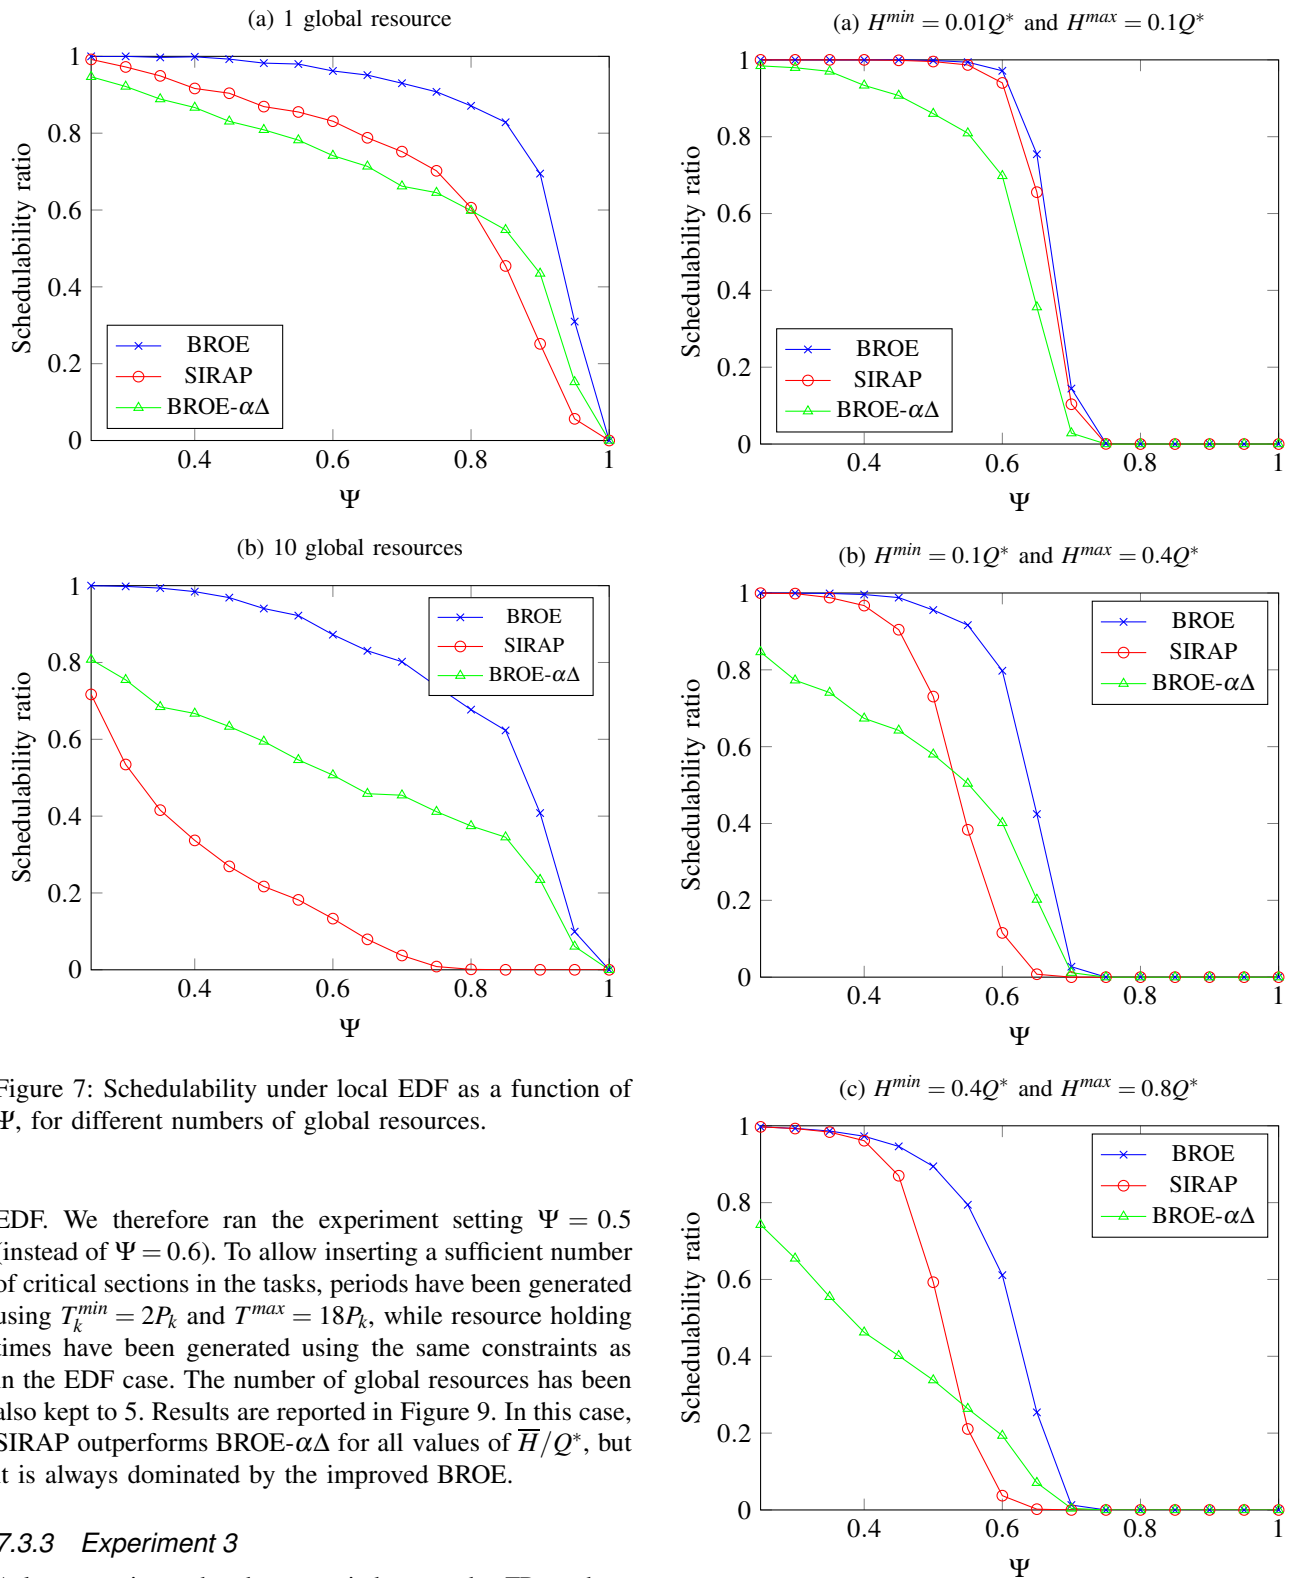 (a) 1 global resource
1
0.8
0.6
0.4
0.2
0
0.4 0.6 0.8 1
Ψ
Schedulability ratio
BROE
SIRAP
BROE-αΔ
(b) 10 global resources
1
0.8
0.6
0.4
0.2
0
0.4 0.6 0.8 1
Ψ
Schedulability ratio
BROE
SIRAP
BROE-αΔ
Figure 7: Schedulability under local EDF as a function of
Ψ, for different numbers of global resources.
EDF. We therefore ran the experiment setting Ψ = 0.5
(instead of Ψ = 0.6). To allow inserting a sufficient number
of critical sections in the tasks, periods have been generated
using T_k^{min} = 2P_k and T^{max} = 18P_k, while resource holding
times have been generated using the same constraints as
in the EDF case. The number of global resources has been
also kept to 5. Results are reported in Figure 9. In this case,
SIRAP outperforms BROE-αΔ for all values of H̅/Q*, but
it is always dominated by the improved BROE.
7.3.3 Experiment 3
(a) H^{min} = 0.01Q* and H^{max} = 0.1Q*
1
0.8
0.6
0.4
0.2
0
0.4 0.6 0.8 1
Ψ
Schedulability ratio
BROE
SIRAP
BROE-αΔ
(b) H^{min} = 0.1Q* and H^{max} = 0.4Q*
1
0.8
0.6
0.4
0.2
0
0.4 0.6 0.8 1
Ψ
Schedulability ratio
BROE
SIRAP
BROE-αΔ
(c) H^{min} = 0.4Q* and H^{max} = 0.8Q*
1
0.8
0.6
0.4
0.2
0
0.4 0.6 0.8 1
Ψ
Schedulability ratio
BROE
SIRAP
BROE-αΔ